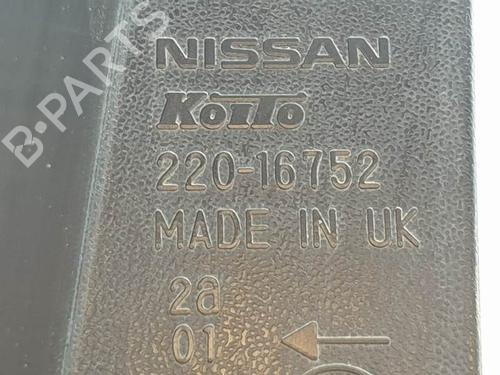 B-PARTS
NISSAN
KOITO
220-16752
MADE IN UK
2a
01